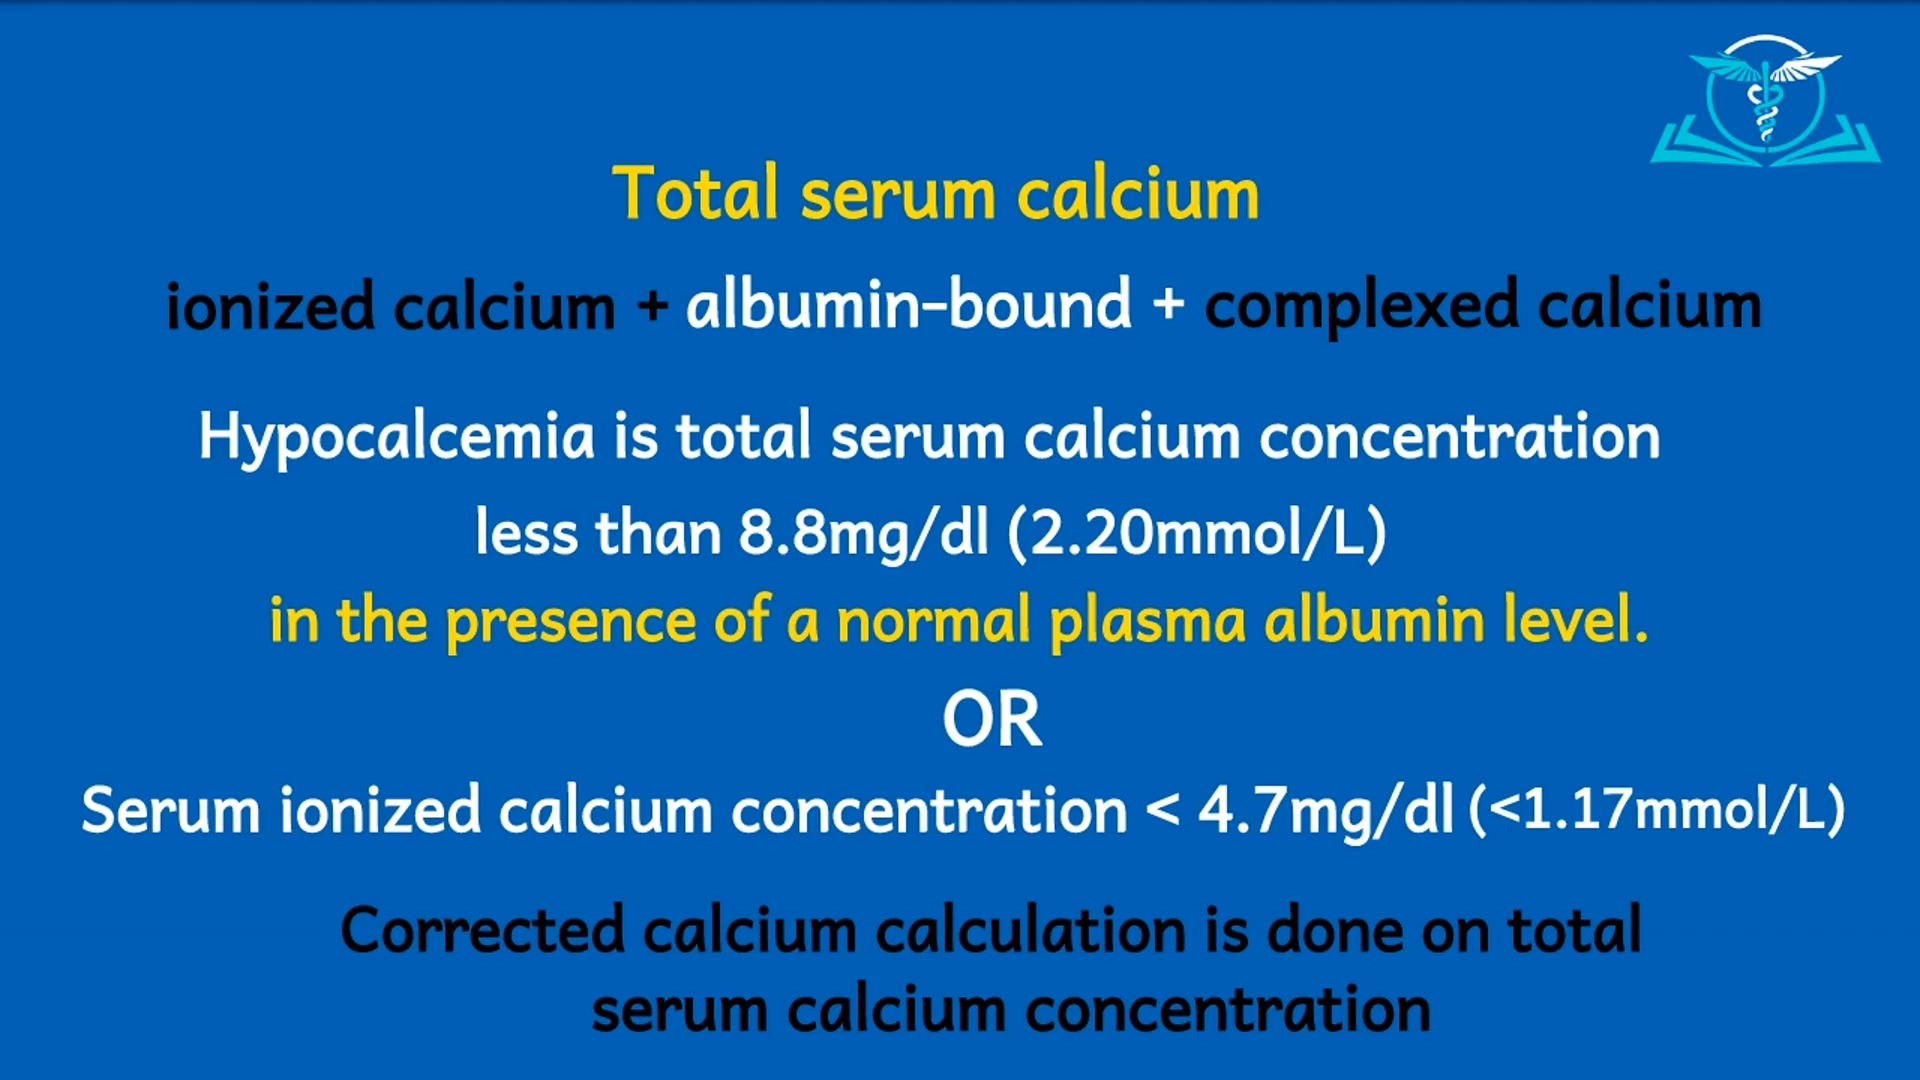 Total serum calcium
ionized calcium + albumin-bound + complexed calcium
Hypocalcemia is total serum calcium concentration
less than 8.8mg/dl (2.20mmol/L)
in the presence of a normal plasma albumin level.
OR
Serum ionized calcium concentration < 4.7mg/dl (<1.17mmol/L)
Corrected calcium calculation is done on total
serum calcium concentration